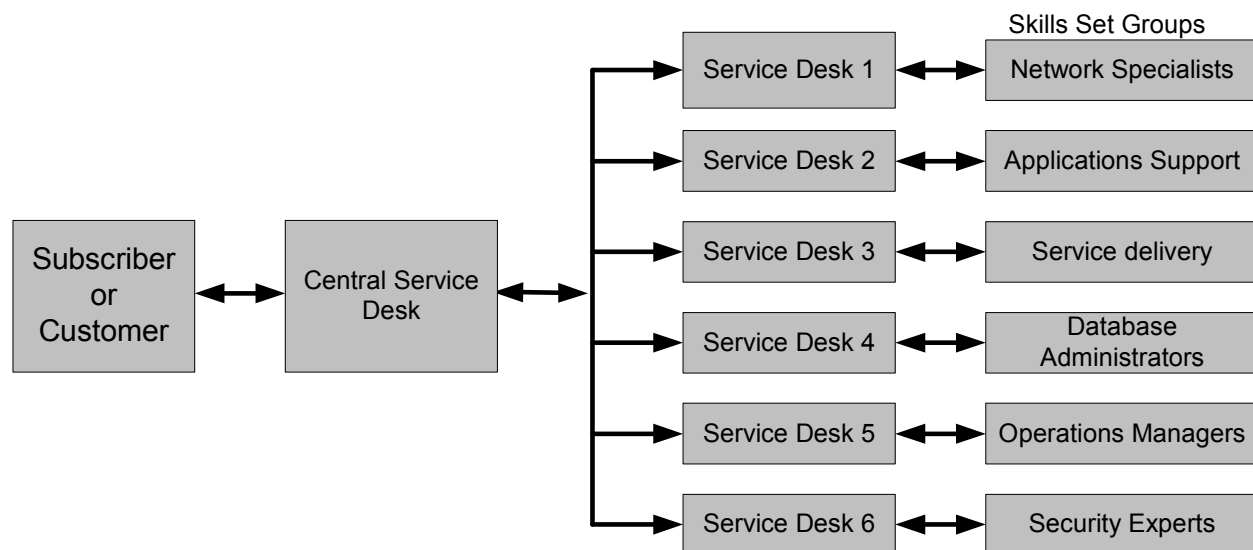 Skills Set Groups
Service Desk 1
Network Specialists
Service Desk 2
Applications Support
Subscriber
or
Customer
Central Service
Desk
Service Desk 3
Service delivery
Service Desk 4
Database
Administrators
Service Desk 5
Operations Managers
Service Desk 6
Security Experts